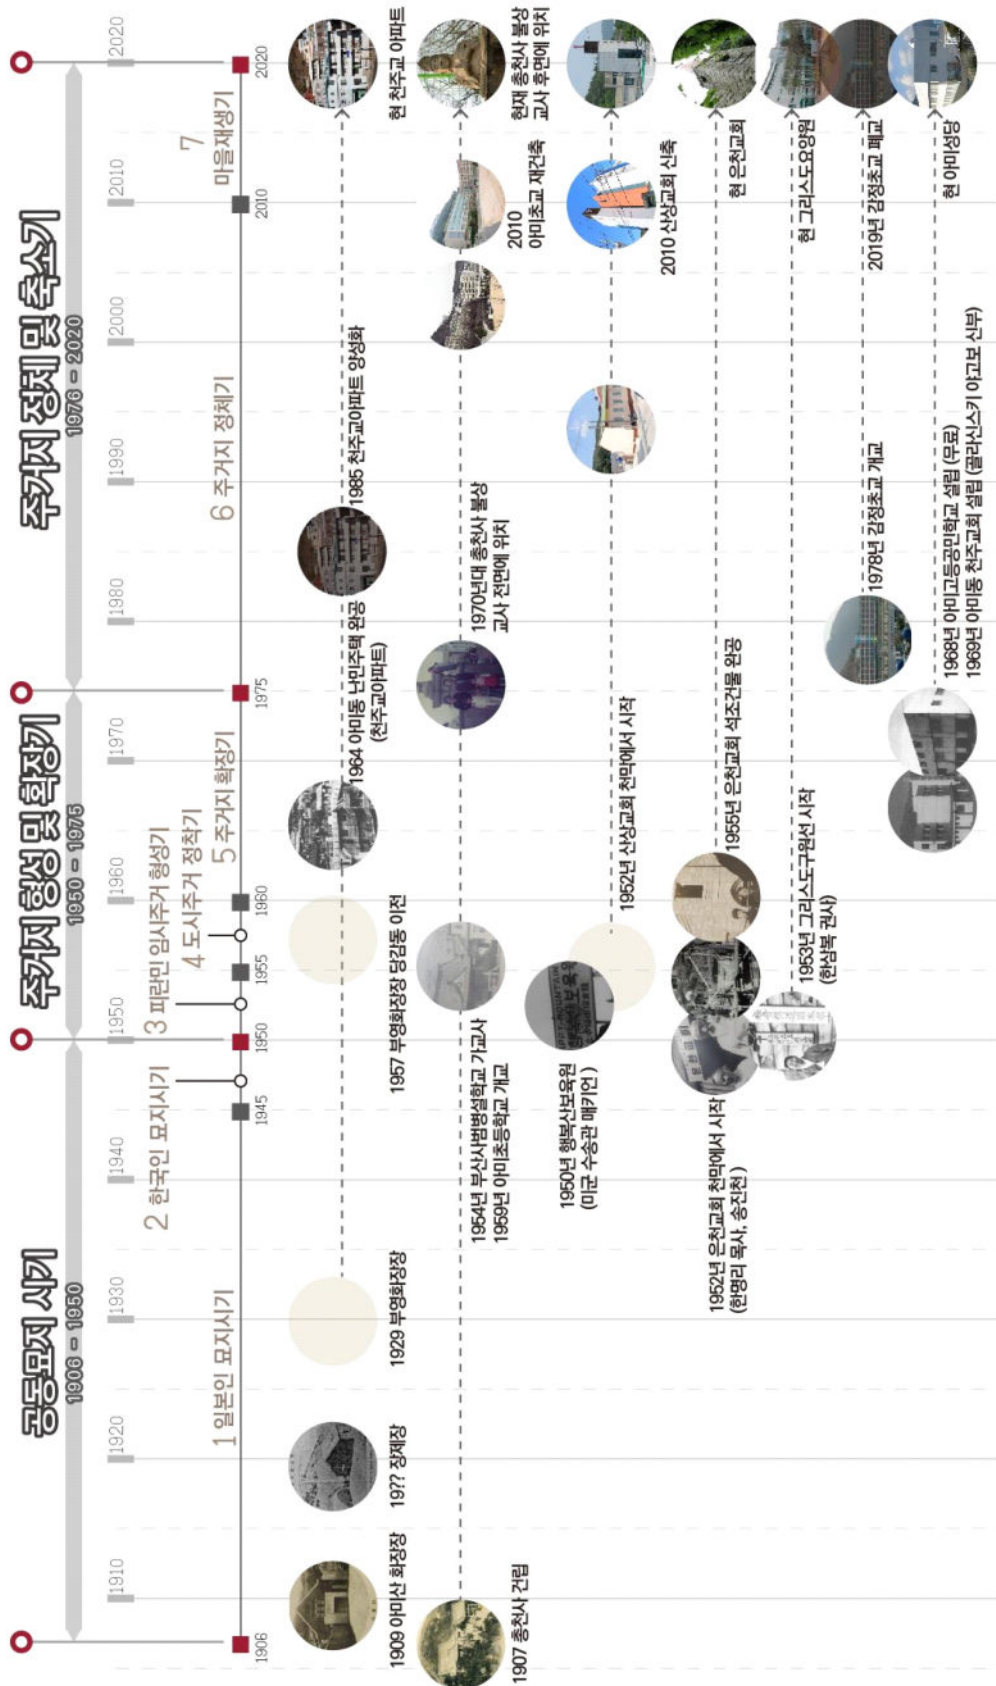 공동묘지 시기
1906 - 1950
주거지 형성 및 확장기
1950 - 1975
주거지 정체 및 축소기
1976 - 2020
1910
1920
1930
1940
1950
1960
1970
1980
1990
2000
2010
2020
1 일본인 묘지시기
2 한국인 묘지시기
3 피란민 임시주거 형성기
4 도시주거 정착기
5 주거지 확장기
6 주거지 정체기
7
마을재생기
1906
1945
1950
1955
1960
1975
2010
2020
1909 아미산 화장장
19?? 장제장
1929 부영화장장
1957 부영화장장 당감동 이전
1964 아미동 난민주택 완공
(천주교아파트)
1985 천주교아파트 양성화
현 천주교 아파트
1907 총천사 건립
1954년 부산사범병설학교 가교사
1959년 아미초등학교 개교
1970년대 총천사 불상
교사 전면에 위치
2010
아미초교 재건축
현재 총천사 불상
교사 후면에 위치
1950년 행복산보육원
(미군 수송관 매키언)
1952년 산상교회 천막에서 시작
2010 산상교회 신축
1952년 은천교회 천막에서 시작
(한명리 목사, 송진천)
1955년 은천교회 석조건물 완공
현 은천교회
1953년 그리스도구원선 시작
(한삼복 권사)
현 그리스도요양원
1978년 감정초교 개교
2019년 감정초교 폐교
1968년 아미고등공민학교 설립 (무료)
1969년 아미동 천주교회 설립 (골라신스키 야고보 신부)
현 아미성당